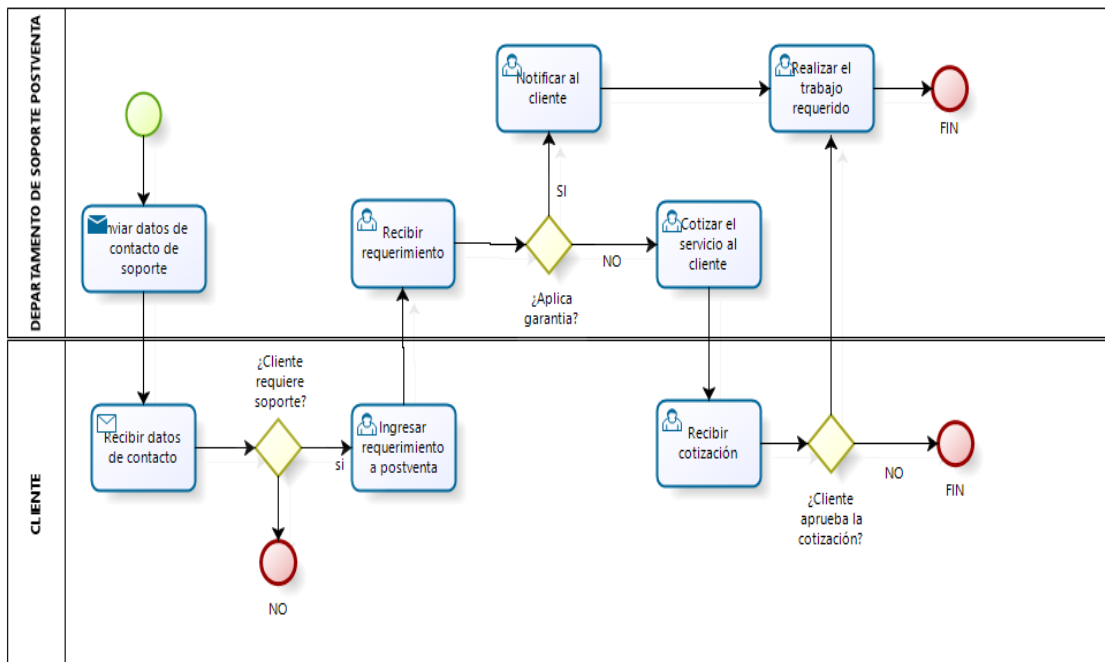 DEPARTAMENTO DE SOPORTE POSTVENTA
Notificar al
cliente
Realizar el
trabajo
requerido
FIN
SI
Enviar datos de
contacto de
soporte
Recibir
requerimiento
¿Aplica
garantia?
NO
Cotizar el
servicio al
cliente
CLIENTE
Recibir datos
de contacto
¿Cliente
requiere
soporte?
si
NO
Ingresar
requerimiento
a postventa
Recibir
cotización
¿Cliente
aprueba la
cotización?
NO
FIN